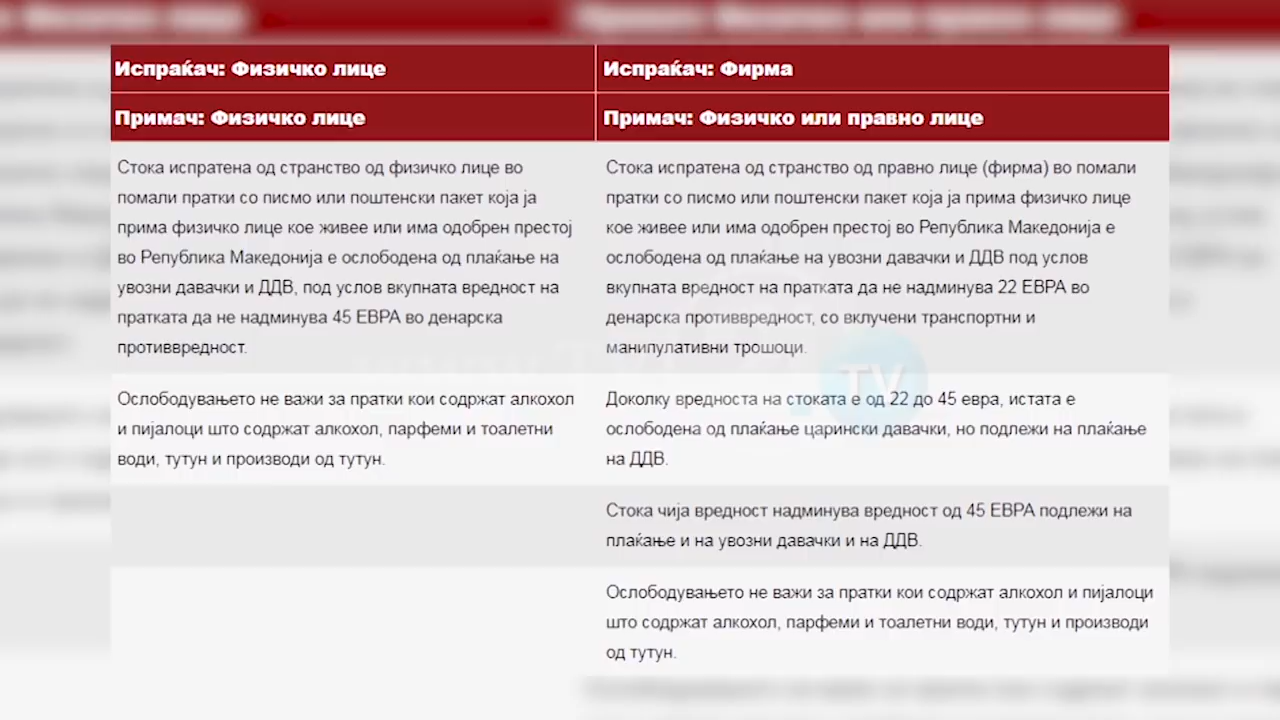 Испраќач: Физичко лице
Испраќач: Фирма
Примач: Физичко лице
Примач: Физичко или правно лице
Стока испратена од странство од физичко лице во
помали пратки со писмо или поштенски пакет која ја
прима физичко лице кое живее или има одобрен престој
во Република Македонија е ослободена од плаќање на
увозни давачки и ДДВ, под услов вкупната вредност на
пратката да не надминува 45 ЕВРА во денарска
противвредност.
Стока испратена од странство од правно лице (фирма) во помали
пратки со писмо или поштенски пакет која ја прима физичко лице
кое живее или има одобрен престој во Република Македонија е
ослободена од плаќање на увозни давачки и ДДВ под услов
вкупната вредност на пратката да не надминува 22 ЕВРА во
денарска противвредност, со вклучени транспортни и
манипулативни трошоци.
Ослободувањето не важи за пратки кои содржат алкохол
и пијалоци што содржат алкохол, парфеми и тоалетни
води, тутун и производи од тутун.
Доколку вредноста на стоката е од 22 до 45 евра, истата е
ослободена од плаќање царински давачки, но подлежи на плаќање
на ДДВ.
Стока чија вредност надминува вредност од 45 ЕВРА подлежи на
плаќање и на увозни давачки и на ДДВ.
Ослободувањето не важи за пратки кои содржат алкохол и пијалоци
што содржат алкохол, парфеми и тоалетни води, тутун и производи
од тутун.
TV